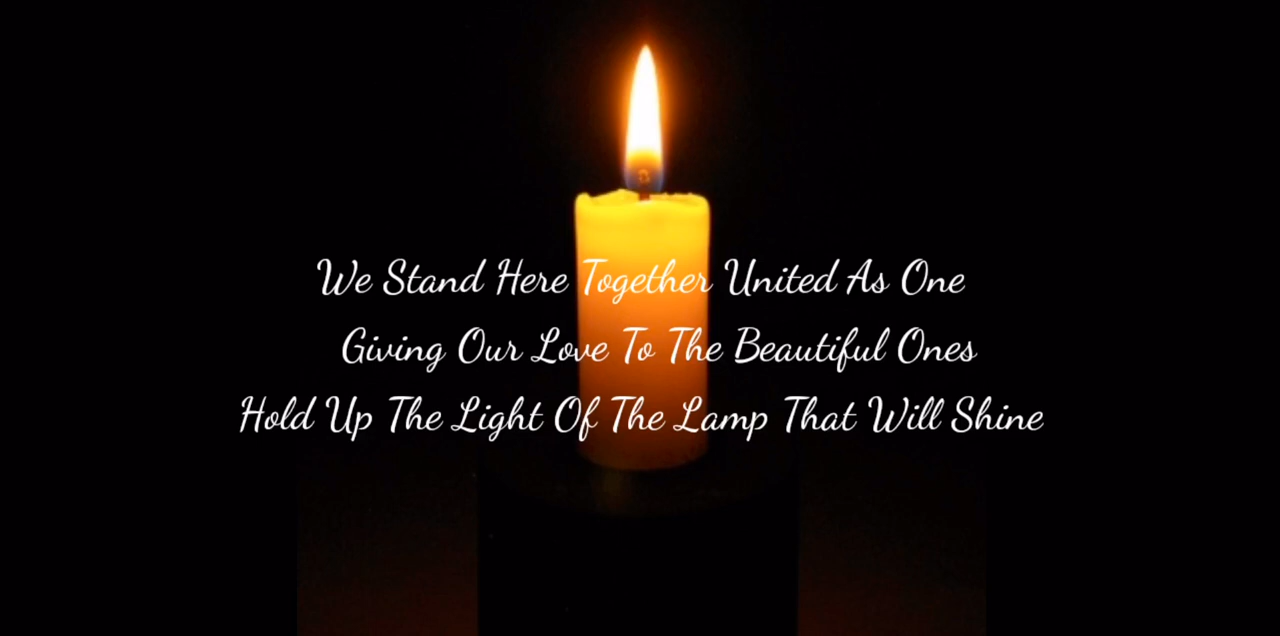 We Stand Here Together United As One
Giving Our Love To The Beautiful Ones
Hold Up The Light Of The Lamp That Will Shine